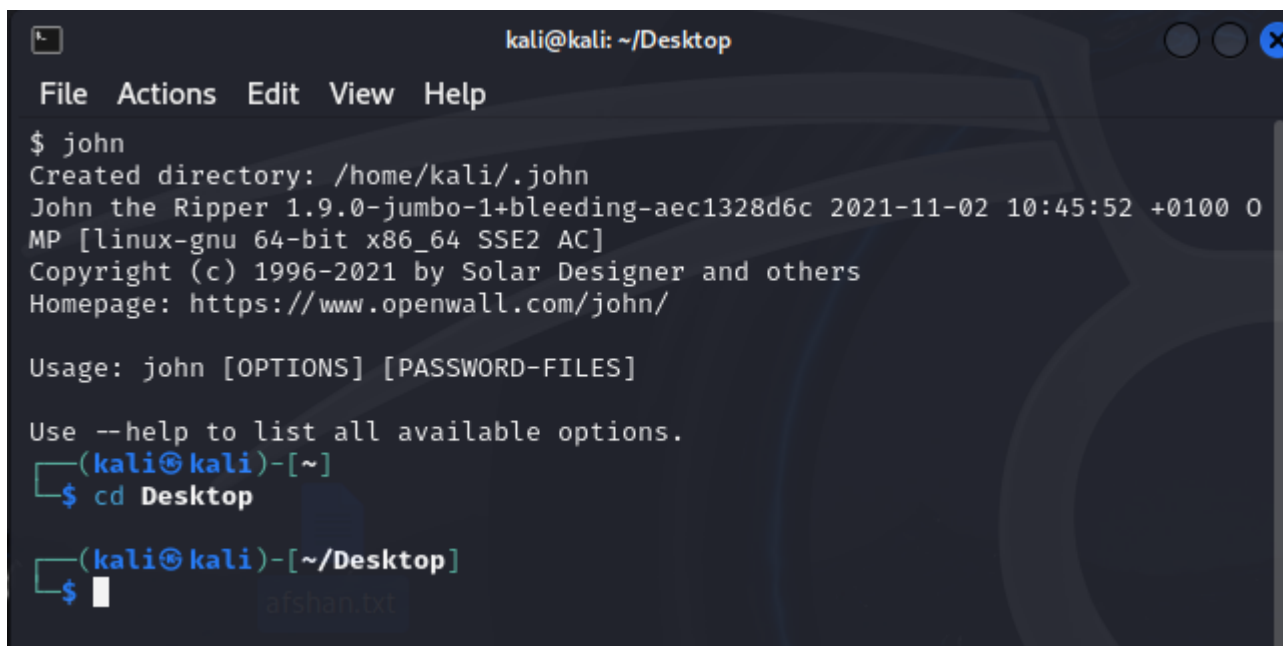 kali@kali: ~/Desktop
File Actions Edit View Help
$ john
Created directory: /home/kali/.john
John the Ripper 1.9.0-jumbo-1+bleeding-aec1328d6c 2021-11-02 10:45:52 +0100 O
MP [linux-gnu 64-bit x86_64 SSE2 AC]
Copyright (c) 1996-2021 by Solar Designer and others
Homepage: https://www.openwall.com/john/
Usage: john [OPTIONS] [PASSWORD-FILES]
Use --help to list all available options.
┌──(kali㉿kali)-[~]
└─$ cd Desktop
┌──(kali㉿kali)-[~/Desktop]
└─$
afshan.txt